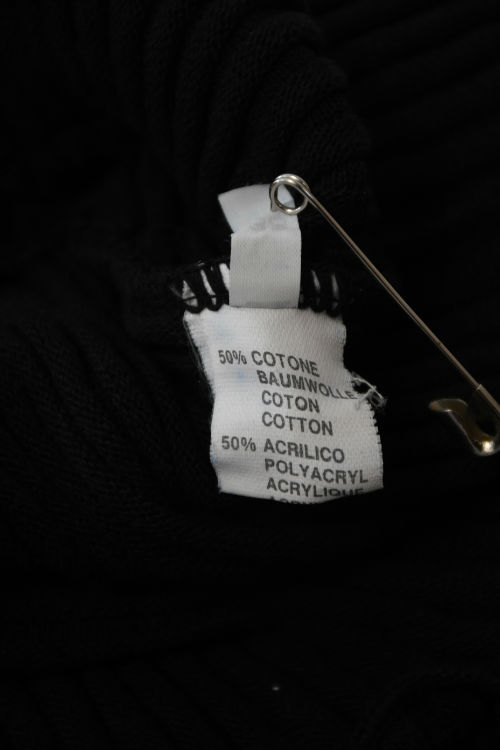 50% COTONE
BAUMWOLLE
COTON
COTTON
50% ACRILICO
POLYACRYL
ACRYLIQUE